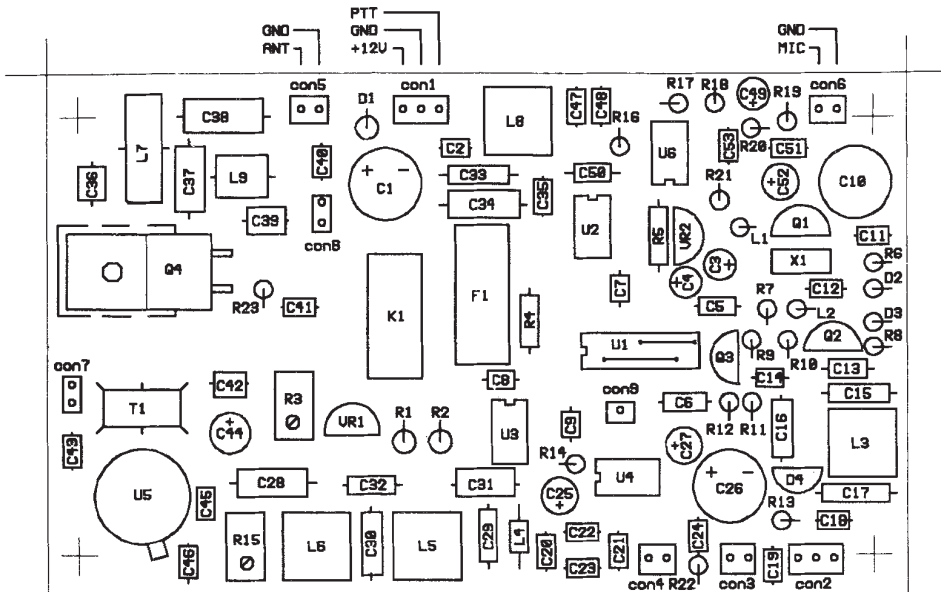 PTT
GND GND GND
ANT +12V MIC
con5 D1 con1 R17 R18 C49 R19 con6
C38 C47 C48 R16
L7 L8 U6 C53 R20 C51
C40 C2
C36 C37 L9 C1 C33 C50 R21 C52 C10
C34 C35
C39 con8 U2 R5 VR2 L1 Q1 C11
Q4 C3 X1 R6
R23 C41 K1 F1 C7 C4 C5 R7 C12 L2 D2
R4 D3
U1 Q3 R9 R10 Q2 R8
con7 C42 C8 C14 C13
T1 R3 con9 C6 C15
C44 VR1 R1 R2 U3 C9 R12 R11 C16
C43 R14 C27 L3
U5 C28 C32 C31 C25 U4 C26 D4 C17
C45 R13
R15 L6 C30 L5 C29 L4 C22 C24 C18
C46 C20 C23 C21 C19
con4 R22 con3 con2